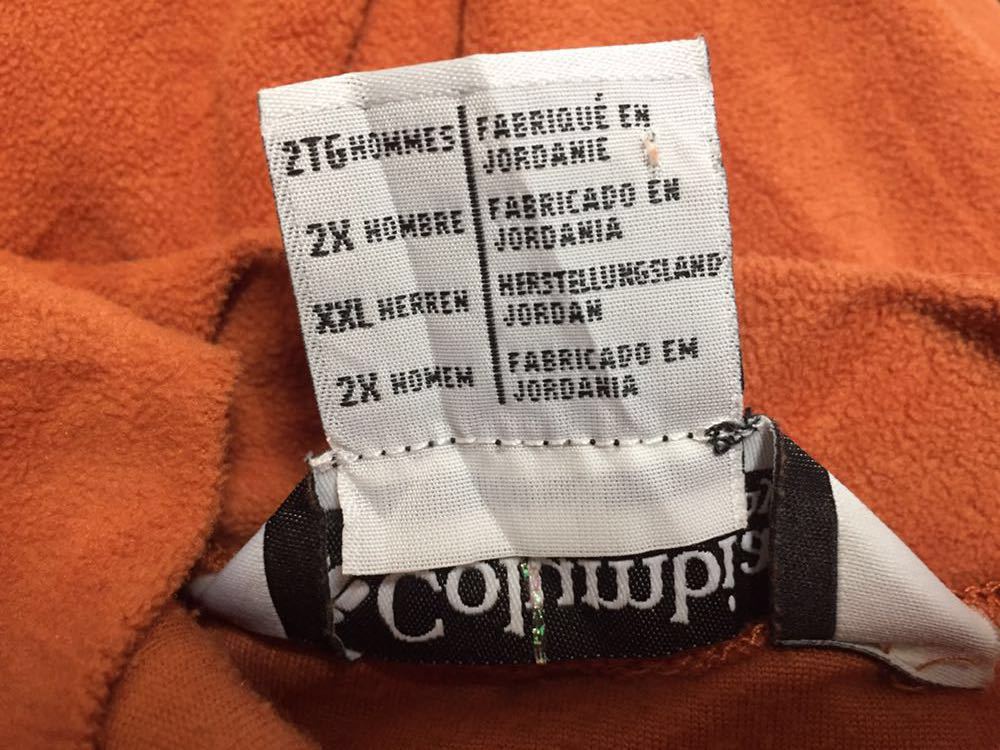 2TG HOMMES
FABRIQUÉ EN
JORDANIE
2X HOMBRE
FABRICADO EN
JORDANIA
XXL HERREN
HERSTELLUNGSLAND
JORDAN
2X HOMEM
FABRICADO EM
JORDANIA
Columbia